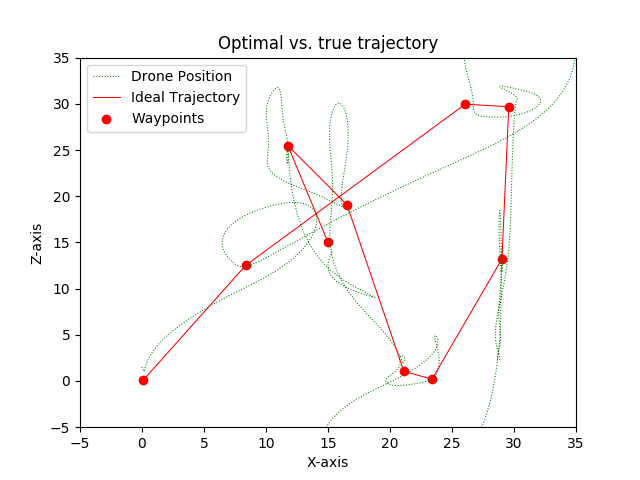 Optimal vs. true trajectory
Drone Position
Ideal Trajectory
Waypoints
35
30
25
20
15
10
5
0
−5
Z-axis
−5 0 5 10 15 20 25 30 35
X-axis